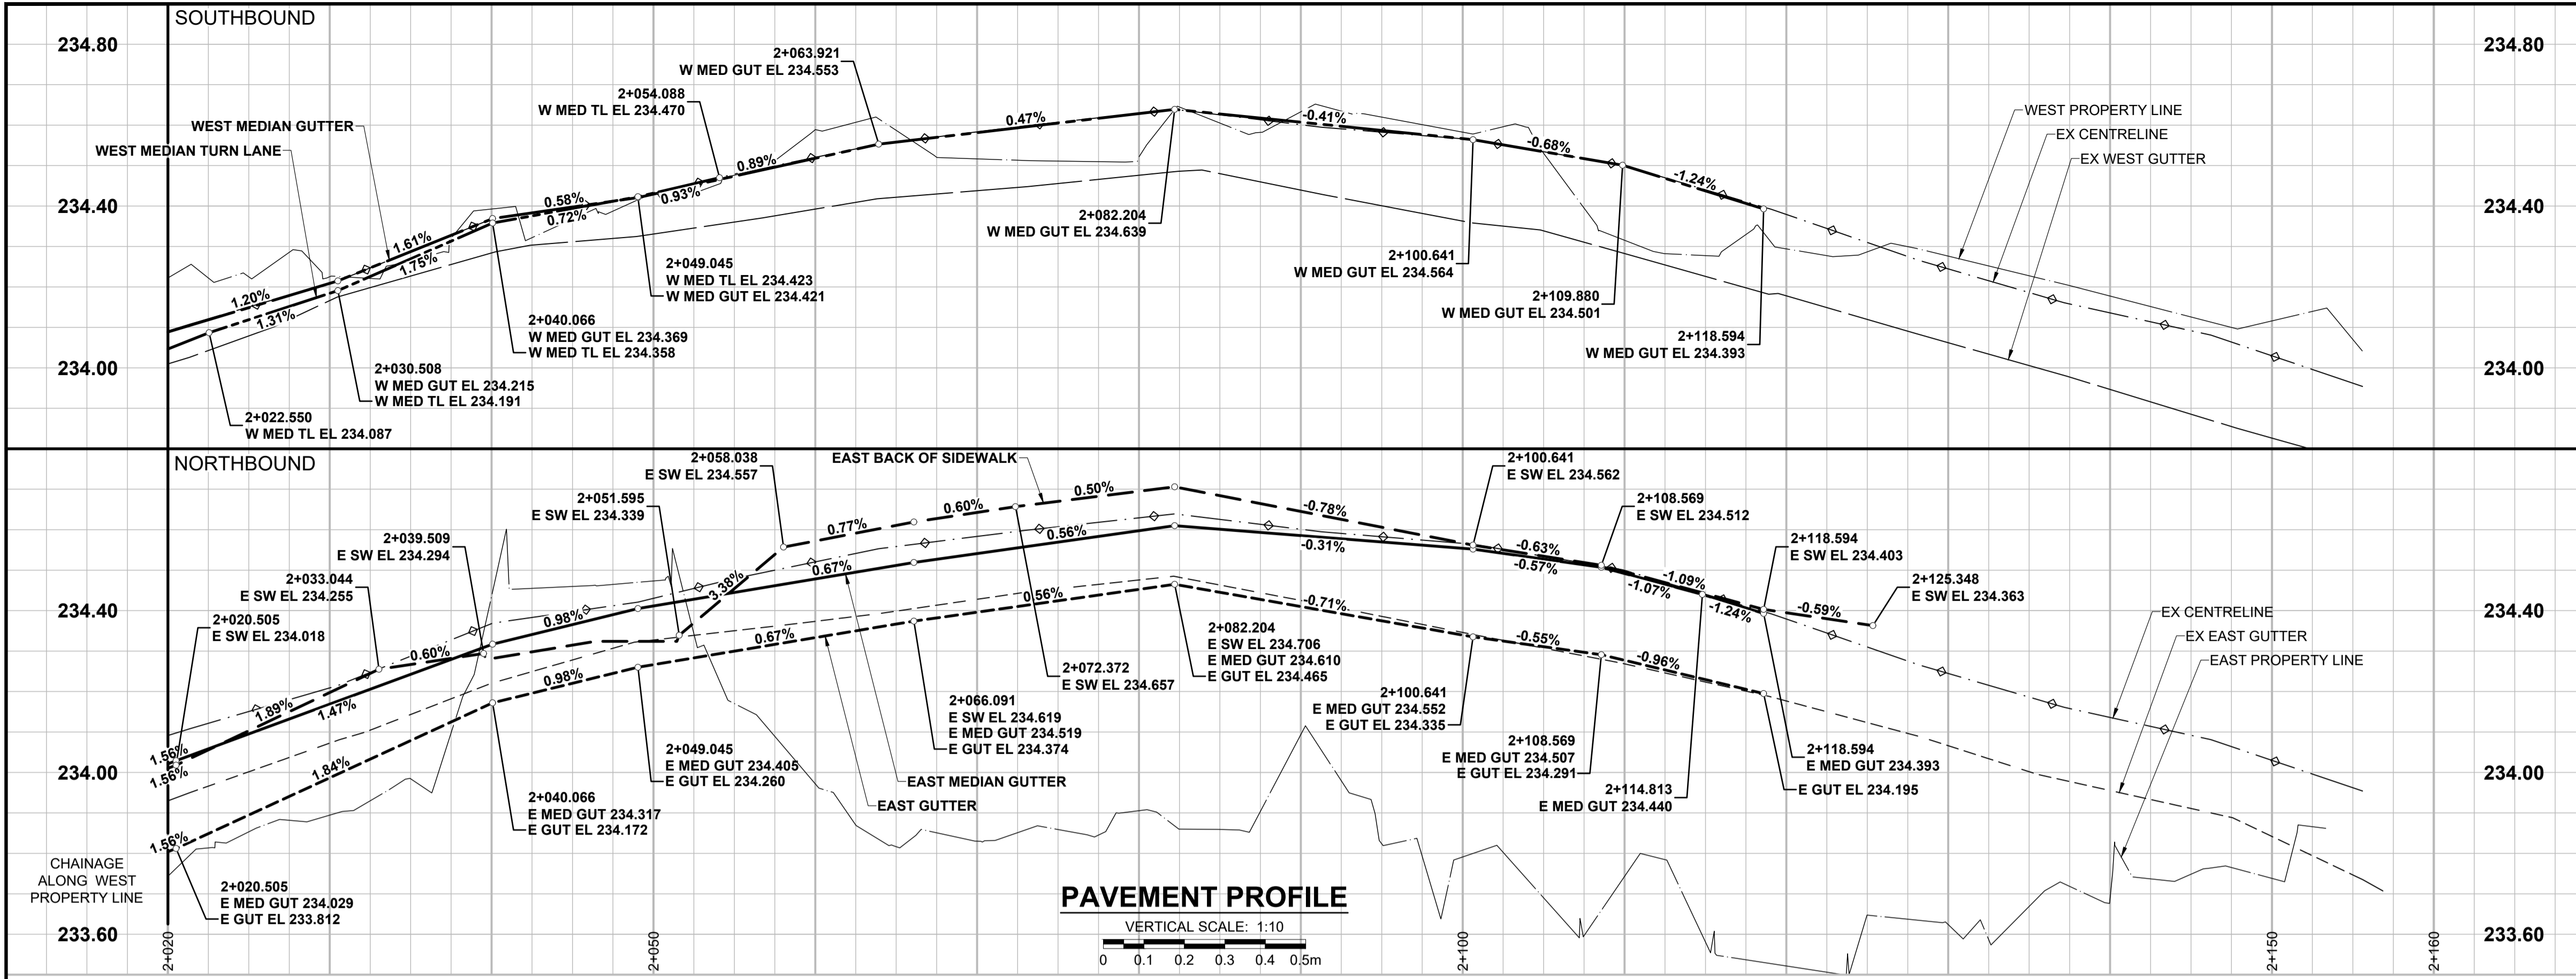 SOUTHBOUND
234.80
234.80
2+063.921
W MED GUT EL 234.553
2+054.088
W MED TL EL 234.470
WEST MEDIAN GUTTER
WEST MEDIAN TURN LANE
0.47%
-0.41%
-0.68%
-1.24%
WEST PROPERTY LINE
EX CENTRELINE
EX WEST GUTTER
0.89%
0.93%
0.58%
0.72%
234.40
234.40
1.61%
1.75%
1.20%
1.31%
2+082.204
W MED GUT EL 234.639
2+049.045
W MED TL EL 234.423
W MED GUT EL 234.421
2+100.641
W MED GUT EL 234.564
2+109.880
W MED GUT EL 234.501
2+040.066
W MED GUT EL 234.369
W MED TL EL 234.358
2+118.594
W MED GUT EL 234.393
234.00
234.00
2+030.508
W MED GUT EL 234.215
W MED TL EL 234.191
2+022.550
W MED TL EL 234.087
NORTHBOUND
2+058.038
E SW EL 234.557
EAST BACK OF SIDEWALK
2+100.641
E SW EL 234.562
2+051.595
E SW EL 234.339
2+108.569
E SW EL 234.512
2+039.509
E SW EL 234.294
2+118.594
E SW EL 234.403
2+033.044
E SW EL 234.255
2+125.348
E SW EL 234.363
2+020.505
E SW EL 234.018
0.77%
0.60%
0.50%
-0.78%
0.56%
-0.31%
-0.63%
-0.57%
-1.09%
-1.07%
-1.24%
-0.59%
3.38%
0.67%
0.98%
0.60%
234.40
234.40
EX CENTRELINE
EX EAST GUTTER
EAST PROPERTY LINE
0.56%
-0.71%
-0.55%
-0.96%
0.67%
0.98%
1.89%
1.47%
1.84%
1.56%
1.56%
1.56%
2+082.204
E SW EL 234.706
E MED GUT 234.610
E GUT EL 234.465
2+072.372
E SW EL 234.657
2+066.091
E SW EL 234.619
E MED GUT 234.519
E GUT EL 234.374
2+100.641
E MED GUT 234.552
E GUT EL 234.335
2+049.045
E MED GUT 234.405
E GUT EL 234.260
2+108.569
E MED GUT 234.507
E GUT EL 234.291
2+118.594
E MED GUT 234.393
E GUT EL 234.195
2+114.813
E MED GUT 234.440
234.00
234.00
EAST MEDIAN GUTTER
EAST GUTTER
2+040.066
E MED GUT 234.317
E GUT EL 234.172
CHAINAGE
ALONG WEST
PROPERTY LINE
2+020.505
E MED GUT 234.029
E GUT EL 233.812
PAVEMENT PROFILE
VERTICAL SCALE: 1:10
0 0.1 0.2 0.3 0.4 0.5m
233.60
233.60
2+020
2+050
2+100
2+150
2+160